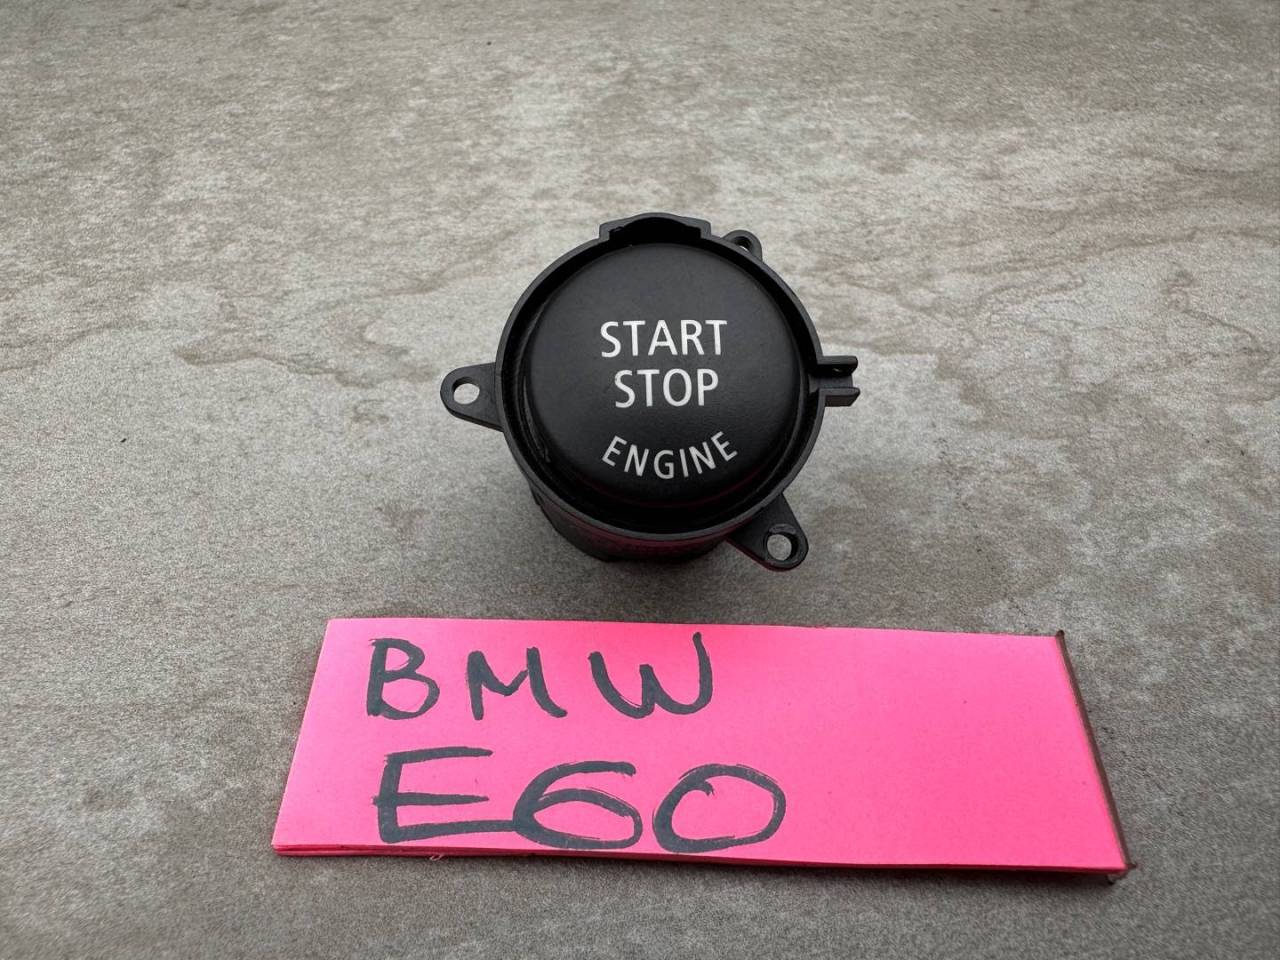 START
STOP
ENGINE
BMW
E60